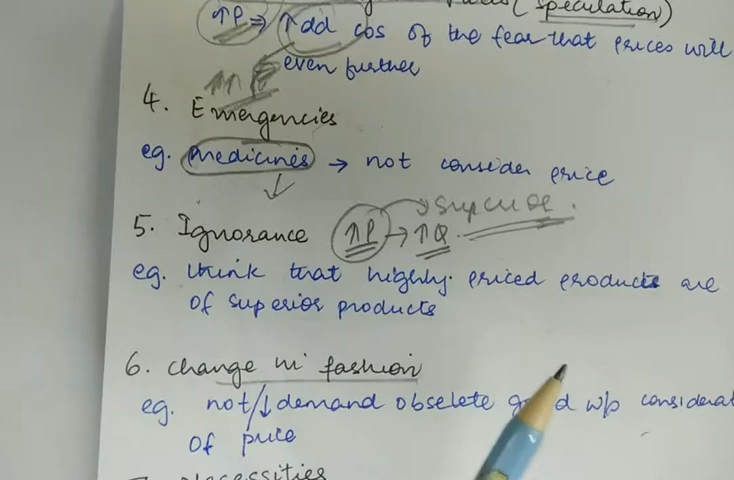 (speculation)
↑P ⇒ ↑dd cos of the fear that prices will
even further
↑↑
4. Emergencies
eg. medicines → not consider price
5. Ignorance ↑P → ↑Q
eg. think that highly priced products are
of superior products
6. change in fashion
eg. not/↓demand obselete w/o
of price
Necessities